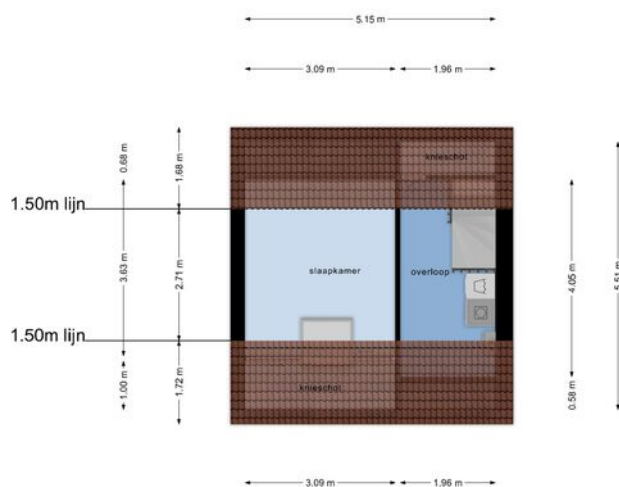 5.15 m
3.09 m
1.96 m
knieschot
0.68 m
1.68 m
1.50m lijn
slaapkamer
overloop
3.63 m
2.71 m
4.05 m
5.51 m
1.50m lijn
knieschot
1.00 m
1.72 m
0.58 m
3.09 m
1.96 m